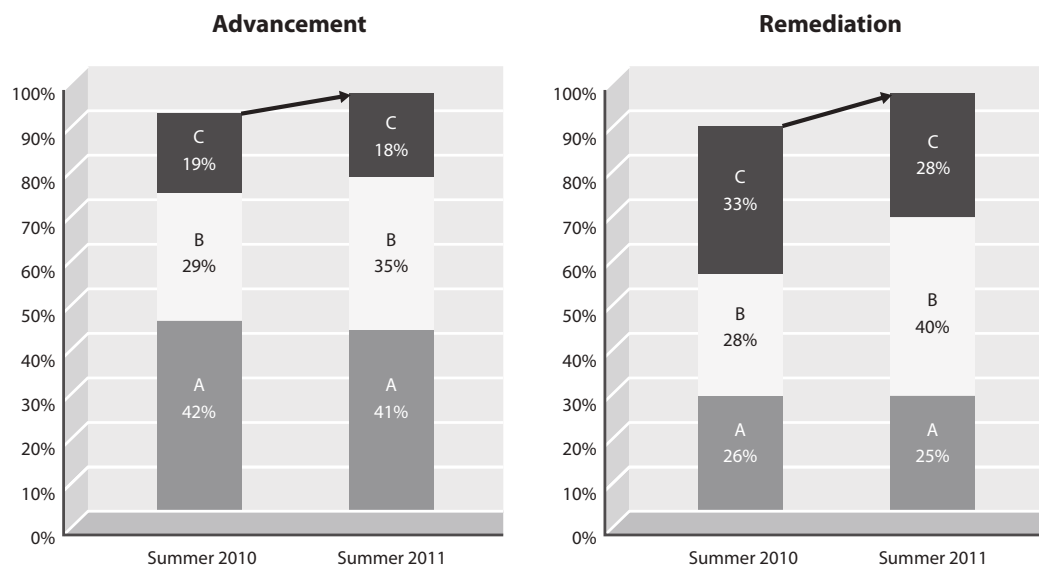 Advancement
100%
90%
80%
70%
60%
50%
40%
30%
20%
10%
0%
C
19%
B
29%
A
42%
C
18%
B
35%
A
41%
Summer 2010
Summer 2011
Remediation
100%
90%
80%
70%
60%
50%
40%
30%
20%
10%
0%
C
33%
B
28%
A
26%
C
28%
B
40%
A
25%
Summer 2010
Summer 2011